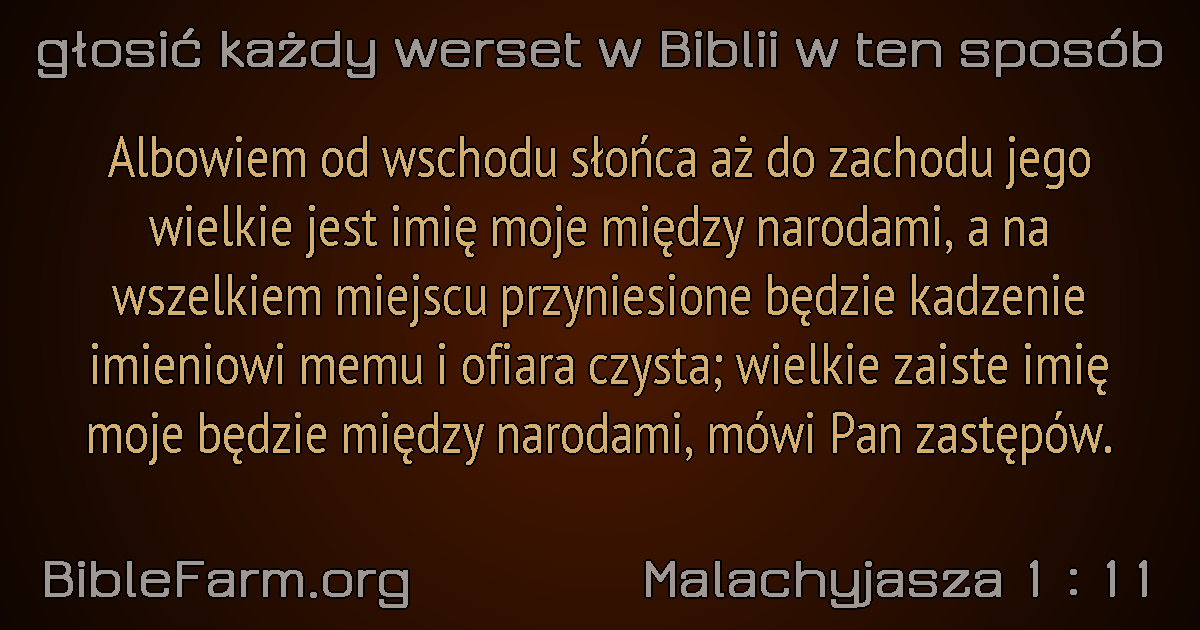 głosić każdy werset w Biblii w ten sposób
Albowiem od wschodu słońca aż do zachodu jego
wielkie jest imię moje między narodami, a na
wszelkiem miejscu przyniesione będzie kadzenie
imieniowi memu i ofiara czysta; wielkie zaiste imię
moje będzie między narodami, mówi Pan zastępów.
BibleFarm.org
Malachyjasza 1 : 11